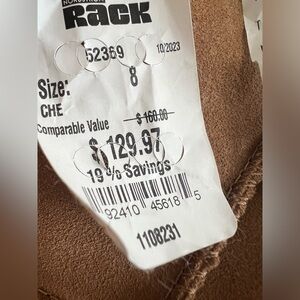 NORDSTROM
Rack
52369 10/2023
Size: 8
CHE
Comparable Value $ 160.00
$129.97
19% Savings
92410 45618 5
1108231